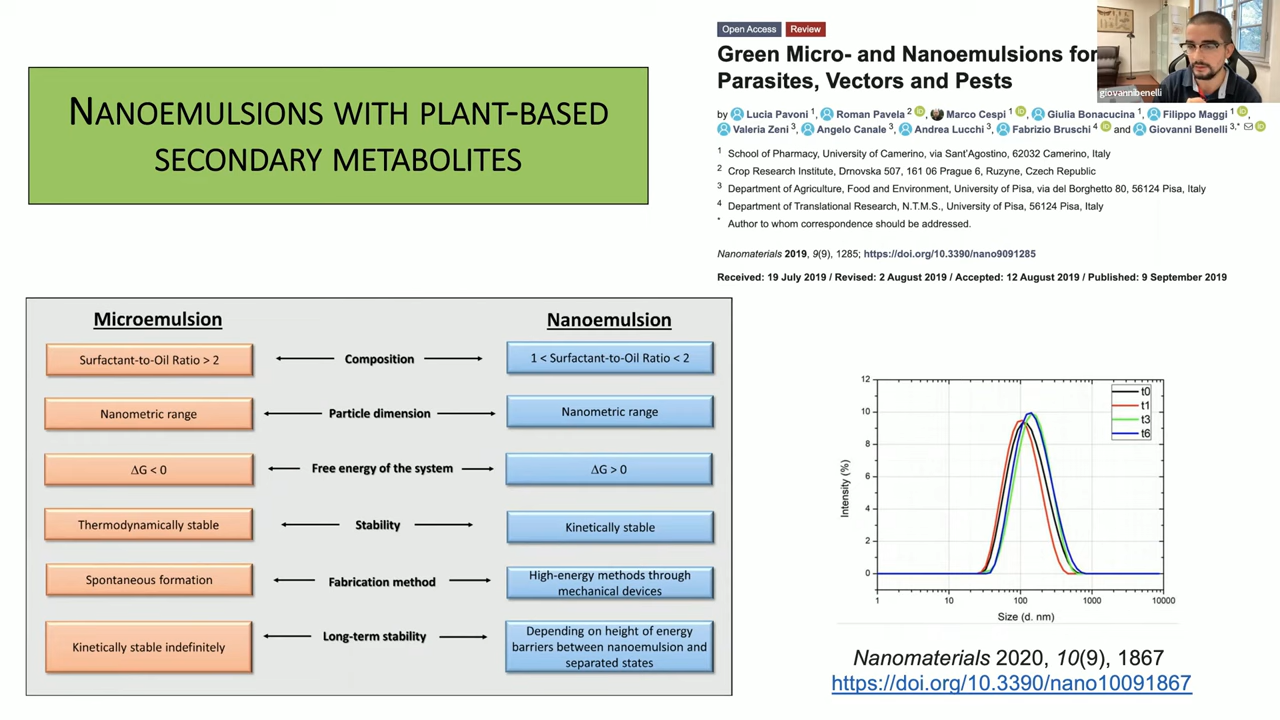 NANOEMULSIONS WITH PLANT-BASED
SECONDARY METABOLITES
Open Access
Review
Green Micro- and Nanoemulsions for
Parasites, Vectors and Pests
giovannibenelli
by Lucia Pavoni 1, Roman Pavela 2, Marco Cespi 1, Giulia Bonacucina 1, Filippo Maggi 1,
Valeria Zeni 3, Angelo Canale 3, Andrea Lucchi 3, Fabrizio Bruschi 4 and Giovanni Benelli 3,*
1 School of Pharmacy, University of Camerino, via Sant'Agostino, 62032 Camerino, Italy
2 Crop Research Institute, Drnovska 507, 161 06 Prague 6, Ruzyne, Czech Republic
3 Department of Agriculture, Food and Environment, University of Pisa, via del Borghetto 80, 56124 Pisa, Italy
4 Department of Translational Research, N.T.M.S., University of Pisa, 56124 Pisa, Italy
* Author to whom correspondence should be addressed.
Nanomaterials 2019, 9(9), 1285; https://doi.org/10.3390/nano9091285
Received: 19 July 2019 / Revised: 2 August 2019 / Accepted: 12 August 2019 / Published: 9 September 2019
Microemulsion
Nanoemulsion
Surfactant-to-Oil Ratio > 2
Composition
1 < Surfactant-to-Oil Ratio < 2
Nanometric range
Particle dimension
Nanometric range
ΔG < 0
Free energy of the system
ΔG > 0
Thermodynamically stable
Stability
Kinetically stable
Spontaneous formation
Fabrication method
High-energy methods through
mechanical devices
Kinetically stable indefinitely
Long-term stability
Depending on height of energy
barriers between nanoemulsion and
separated states
12
10
8
6
4
2
0
Intensity (%)
t0
t1
t3
t6
1
10
100
1000
10000
Size (d. nm)
Nanomaterials 2020, 10(9), 1867
https://doi.org/10.3390/nano10091867